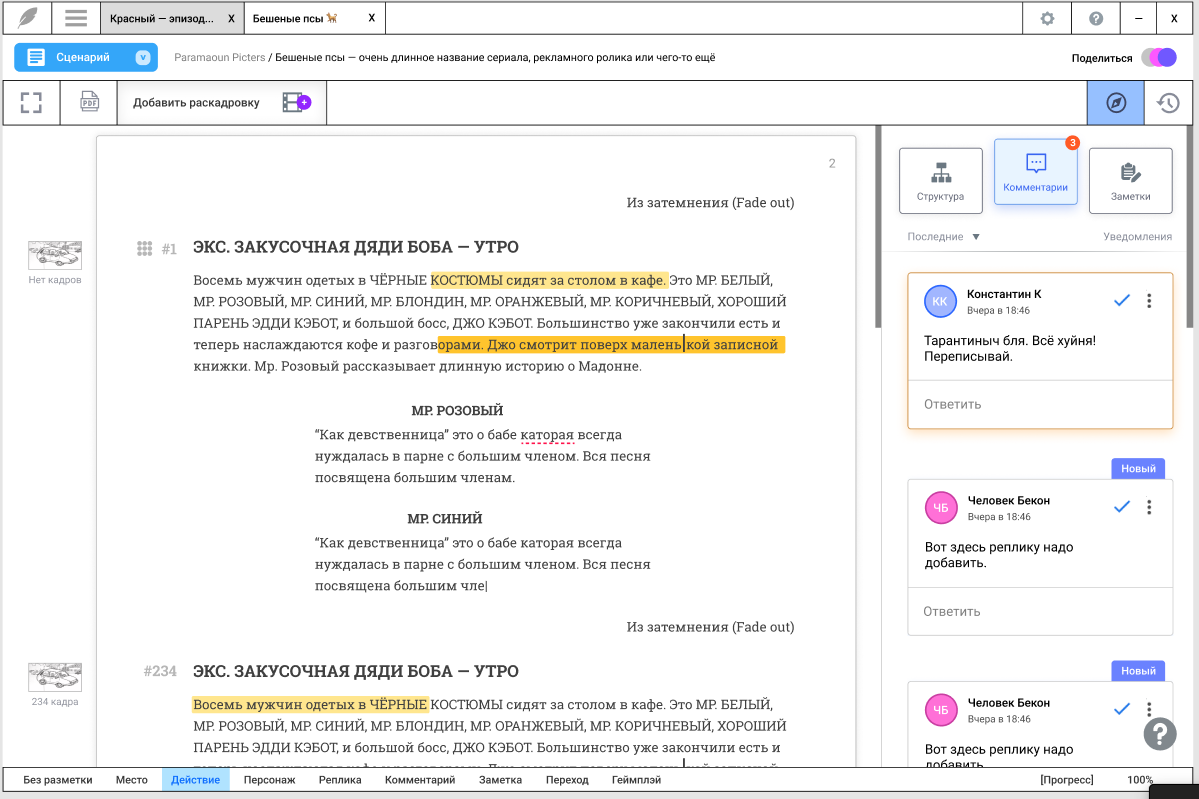 Красный — эпизод... X
Бешеные псы X
— X
Сценарий v
Paramaoun Picters / Бешеные псы — очень длинное название сериала, рекламного ролика или чего-то ещё
Поделиться
PDF
Добавить раскадровку
2
Из затемнения (Fade out)
#1 ЭКС. ЗАКУСОЧНАЯ ДЯДИ БОБА — УТРО
Нет кадров
Восемь мужчин одетых в ЧЁРНЫЕ КОСТЮМЫ сидят за столом в кафе. Это МР. БЕЛЫЙ,
МР. РОЗОВЫЙ, МР. СИНИЙ, МР. БЛОНДИН, МР. ОРАНЖЕВЫЙ, МР. КОРИЧНЕВЫЙ, ХОРОШИЙ
ПАРЕНЬ ЭДДИ КЭБОТ, и большой босс, ДЖО КЭБОТ. Большинство уже закончили есть и
теперь наслаждаются кофе и разговорами. Джо смотрит поверх маленькой записной
книжки. Мр. Розовый рассказывает длинную историю о Мадонне.
МР. РОЗОВЫЙ
“Как девственница” это о бабе каторая всегда
нуждалась в парне с большим членом. Вся песня
посвящена большим членам.
МР. СИНИЙ
“Как девственница” это о бабе каторая всегда
нуждалась в парне с большим членом. Вся песня
посвящена большим чле
Из затемнения (Fade out)
#234 ЭКС. ЗАКУСОЧНАЯ ДЯДИ БОБА — УТРО
234 кадра
Восемь мужчин одетых в ЧЁРНЫЕ КОСТЮМЫ сидят за столом в кафе. Это МР. БЕЛЫЙ,
МР. РОЗОВЫЙ, МР. СИНИЙ, МР. БЛОНДИН, МР. ОРАНЖЕВЫЙ, МР. КОРИЧНЕВЫЙ, ХОРОШИЙ
ПАРЕНЬ ЭДДИ КЭБОТ, и большой босс, ДЖО КЭБОТ. Большинство уже закончили есть и
Структура
Комментарии
3
Заметки
Последние ▼
Уведомления
КК
Константин К
Вчера в 18:46
Тарантиныч бля. Всё хуйня!
Переписывай.
Ответить
Новый
ЧБ
Человек Бекон
Вчера в 18:46
Вот здесь реплику надо
добавить.
Ответить
Новый
ЧБ
Человек Бекон
Вчера в 18:46
Вот здесь реплику надо
добавить.
?
Без разметки Место Действие Персонаж Реплика Комментарий Заметка Переход Геймплэй [Прогресс] 100%